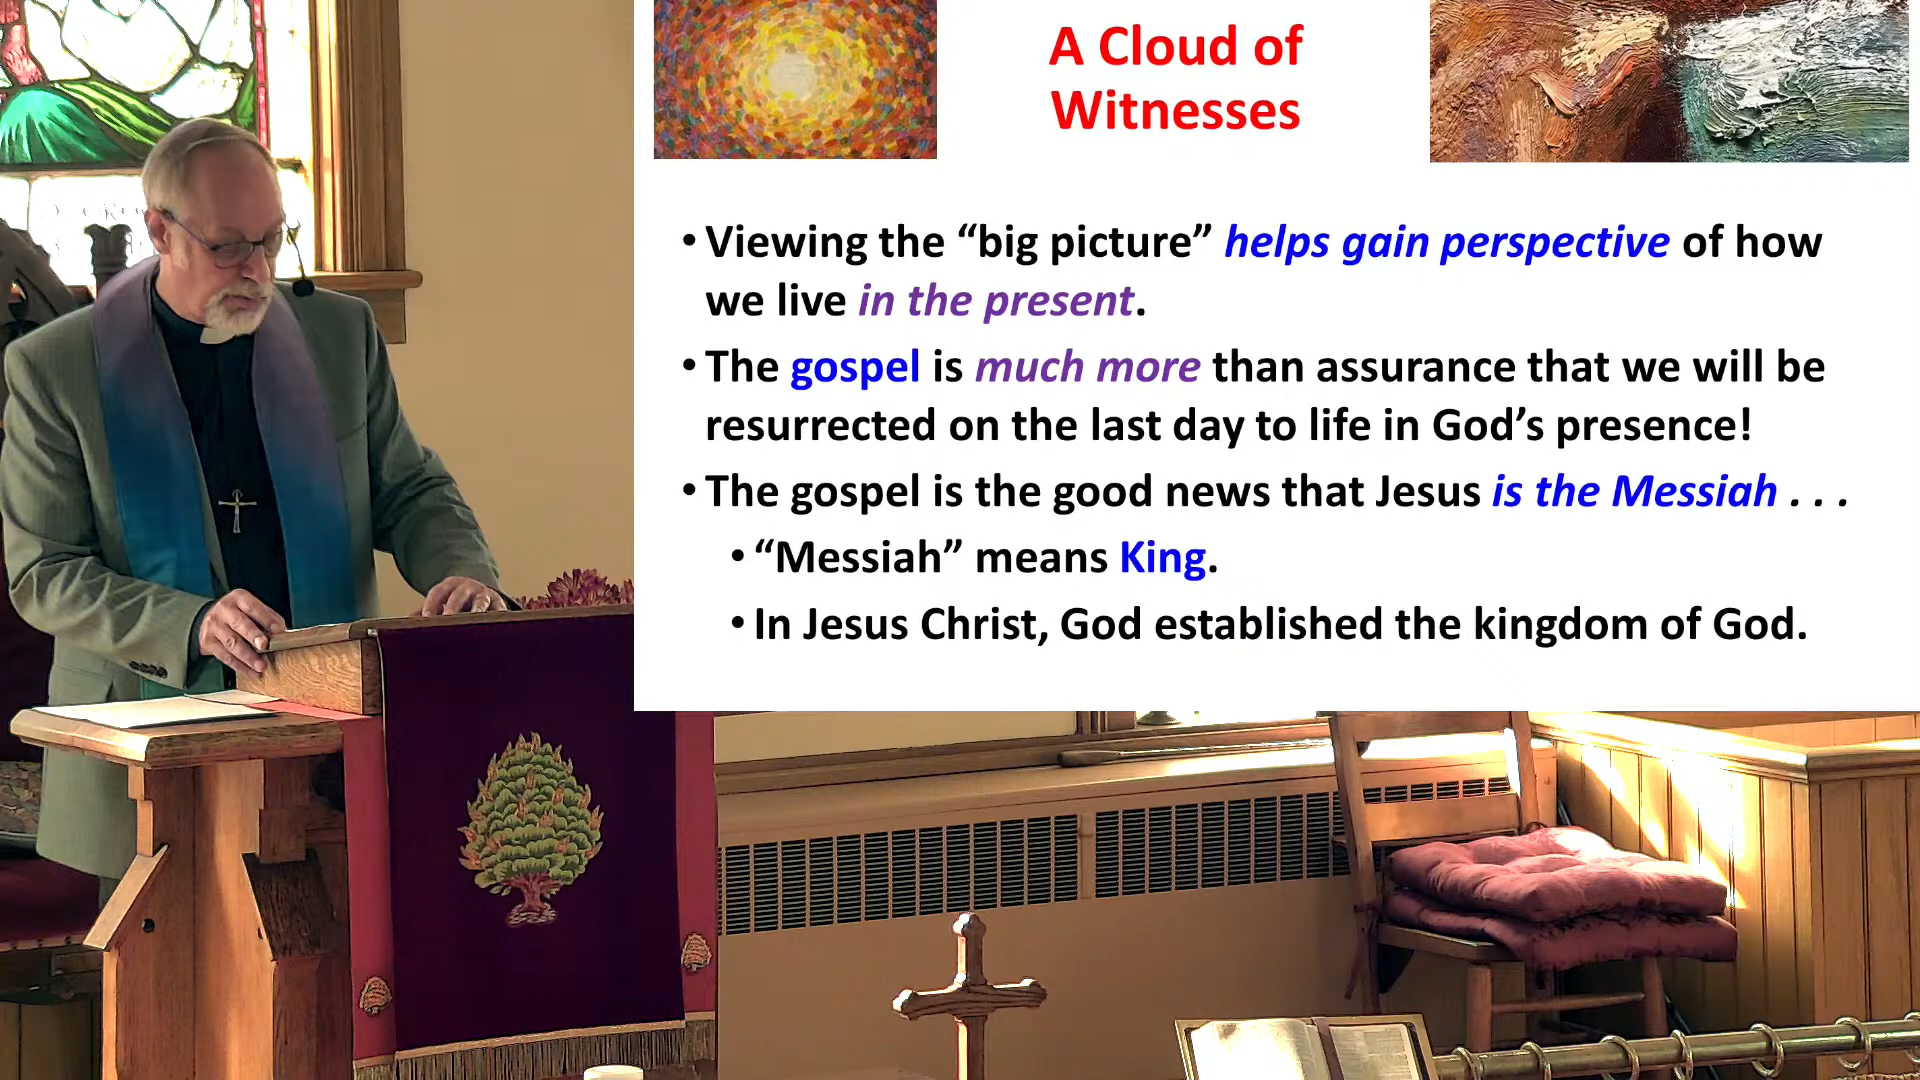 A Cloud of
Witnesses
• Viewing the “big picture” helps gain perspective of how
we live in the present.
• The gospel is much more than assurance that we will be
resurrected on the last day to life in God’s presence!
• The gospel is the good news that Jesus is the Messiah . . .
• “Messiah” means King.
• In Jesus Christ, God established the kingdom of God.